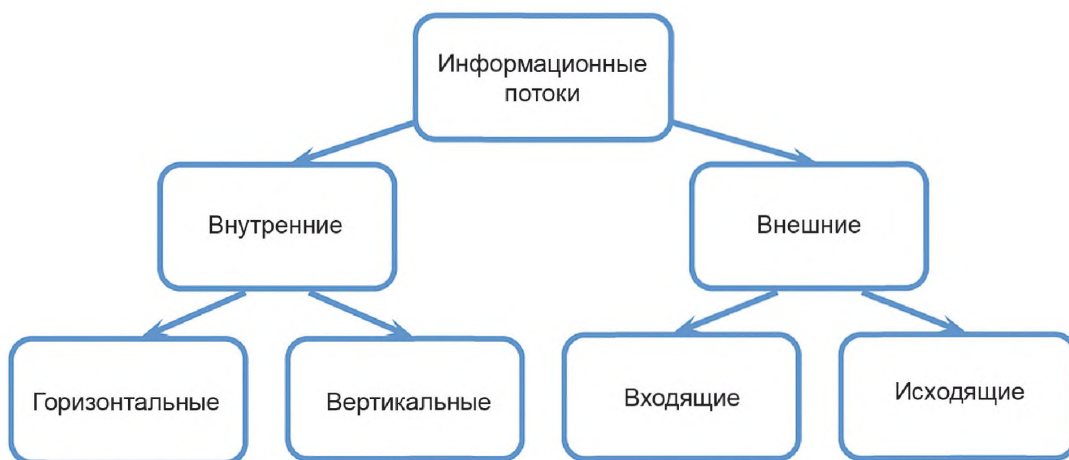 Информационные
потоки
Внутренние
Внешние
Горизонтальные
Вертикальные
Входящие
Исходящие